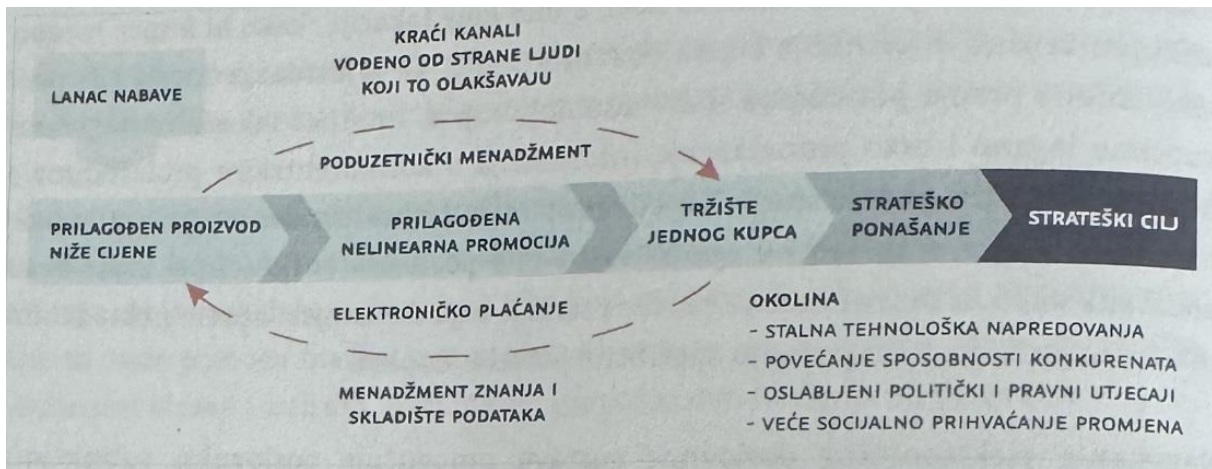 KRAĆI KANALI
VOĐENO OD STRANE LJUDI
KOJI TO OLAKŠAVAJU
LANAC NABAVE
PODUZETNIČKI MENADŽMENT
PRILAGOĐEN PROIZVOD
NIŽE CIJENE
PRILAGOĐENA
NELINEARNA PROMOCIJA
TRŽIŠTE
JEDNOG KUPCA
STRATEŠKO
PONAŠANJE
STRATEŠKI CILJ
ELEKTRONIČKO PLAĆANJE
MENADŽMENT ZNANJA I
SKLADIŠTE PODATAKA
OKOLINA
- STALNA TEHNOLOŠKA NAPREDOVANJA
- POVEĆANJE SPOSOBNOSTI KONKURENATA
- OSLABLJENI POLITIČKI I PRAVNI UTJECAJI
- VEĆE SOCIJALNO PRIHVAĆANJE PROMJENA